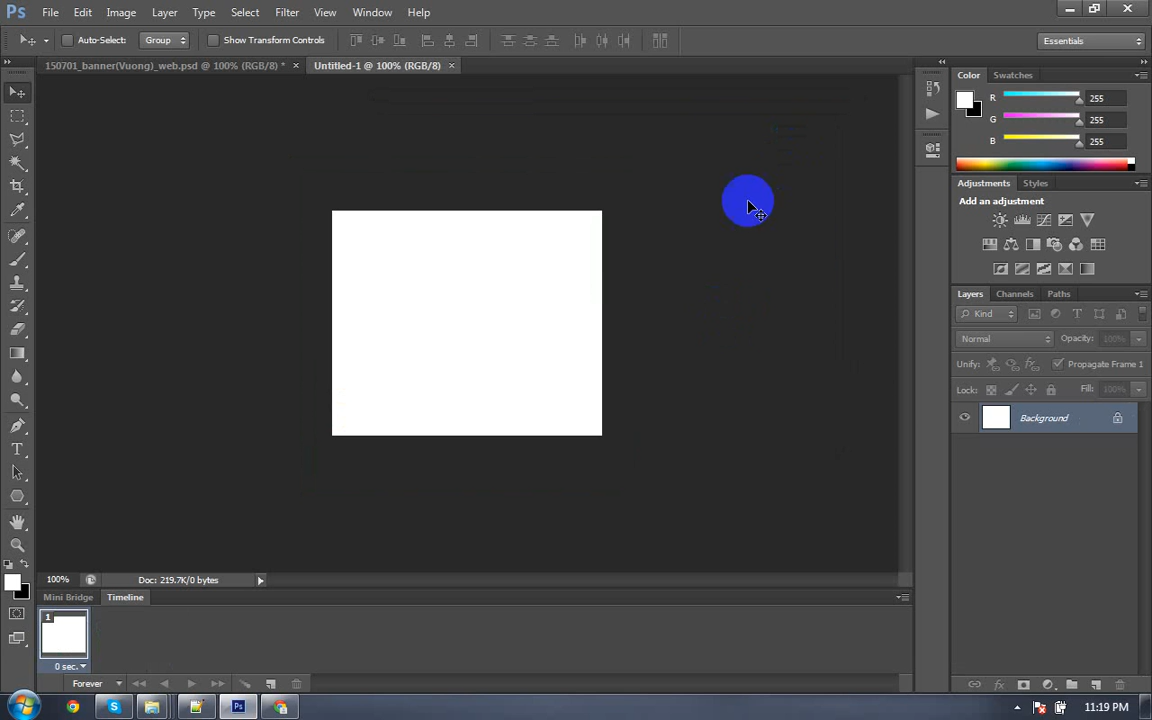 Ps File Edit Image Layer Type Select Filter View Window Help
Auto-Select: Group Show Transform Controls Essentials
150701_banner(Vuong)_web.psd @ 100% (RGB/8) * × Untitled-1 @ 100% (RGB/8) ×
Color Swatches
R 255
G 255
B 255
Adjustments Styles
Add an adjustment
Layers Channels Paths
Kind
Normal Opacity: 100%
Unify: Propagate Frame 1
Lock: Fill: 100%
Background
100% Doc: 219.7K/0 bytes
Mini Bridge Timeline
1
0 sec.
Forever
Ps 11:19 PM